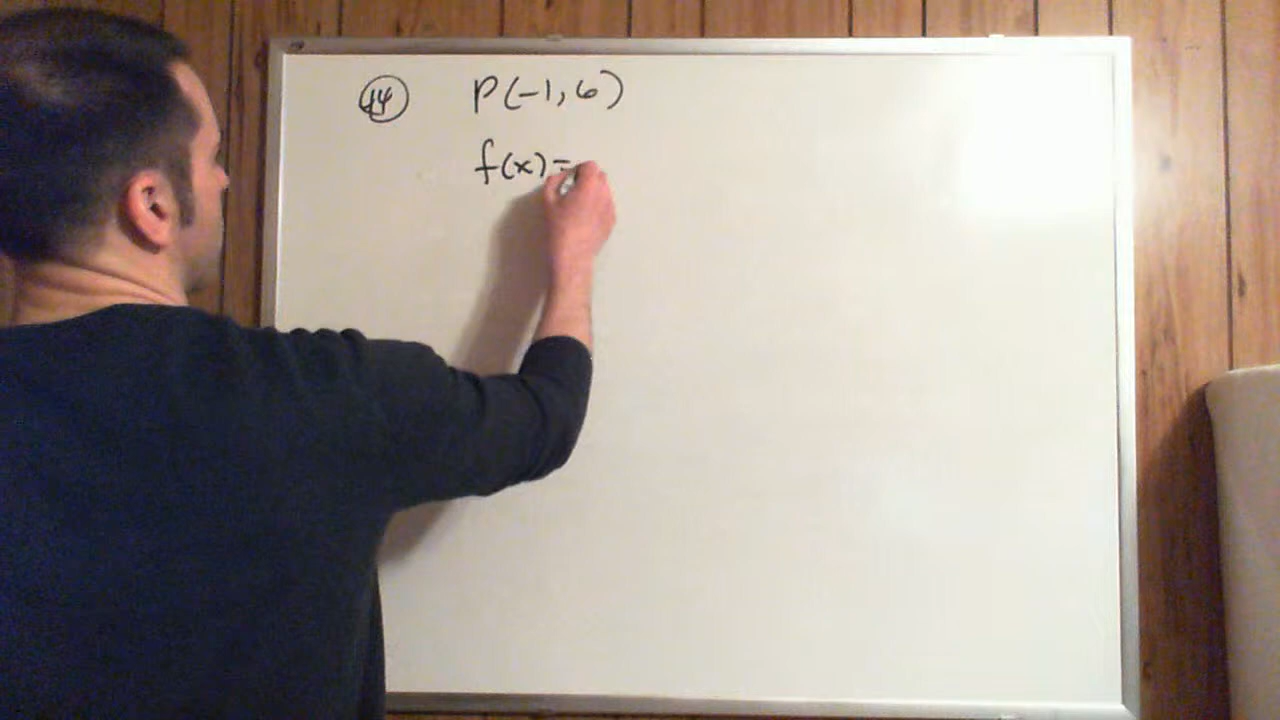 44 P(-1, 6)
f(x) =